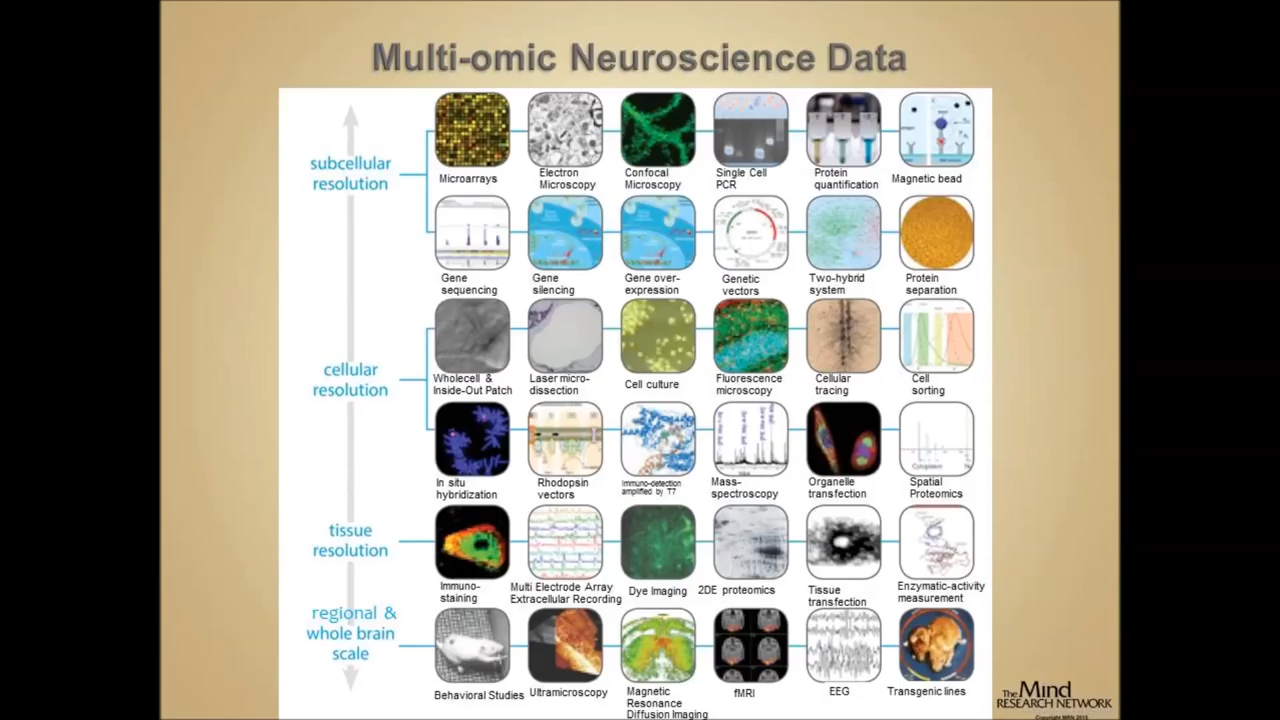 Multi-omic Neuroscience Data
subcellular
resolution
Microarrays
Electron
Microscopy
Confocal
Microscopy
Single Cell
PCR
Protein
quantification
Magnetic bead
Gene
sequencing
Gene
silencing
Gene over-
expression
Genetic
vectors
Two-hybrid
system
Protein
separation
cellular
resolution
Wholecell &
Inside-Out Patch
Laser micro-
dissection
Cell culture
Fluorescence
microscopy
Cellular
tracing
Cell
sorting
In situ
hybridization
Rhodopsin
vectors
Immuno-detection
amplified by T7
Mass-
spectroscopy
Organelle
transfection
Cytoplasm
Spatial
Proteomics
tissue
resolution
Immuno-
staining
Multi Electrode Array
Extracellular Recording
Dye Imaging
2DE proteomics
Tissue
transfection
Enzymatic-activity
measurement
regional &
whole brain
scale
Behavioral Studies
Ultramicroscopy
Magnetic
Resonance
Diffusion Imaging
fMRI
EEG
Transgenic lines
The Mind
RESEARCH NETWORK
Copyright MRN 2015